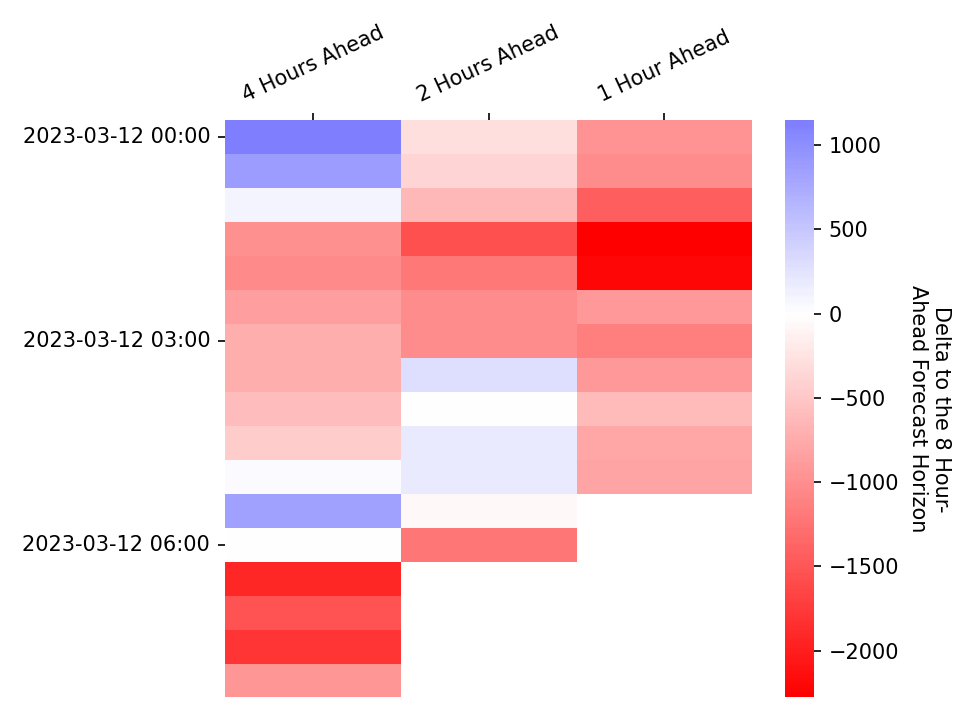 4 Hours Ahead
2 Hours Ahead
1 Hour Ahead
2023-03-12 00:00
2023-03-12 03:00
2023-03-12 06:00
1000
500
0
−500
−1000
−1500
−2000
Delta to the 8 Hour-
Ahead Forecast Horizon